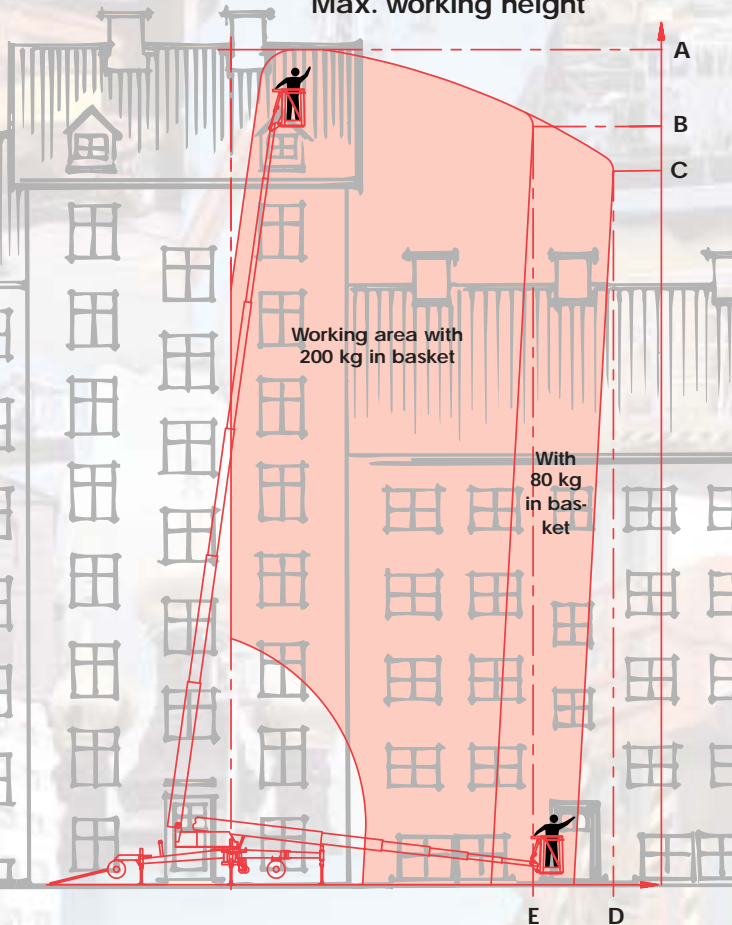 Max. working height
A
B
C
Working area with
200 kg in basket
With
80 kg
in bas-
ket
E
D